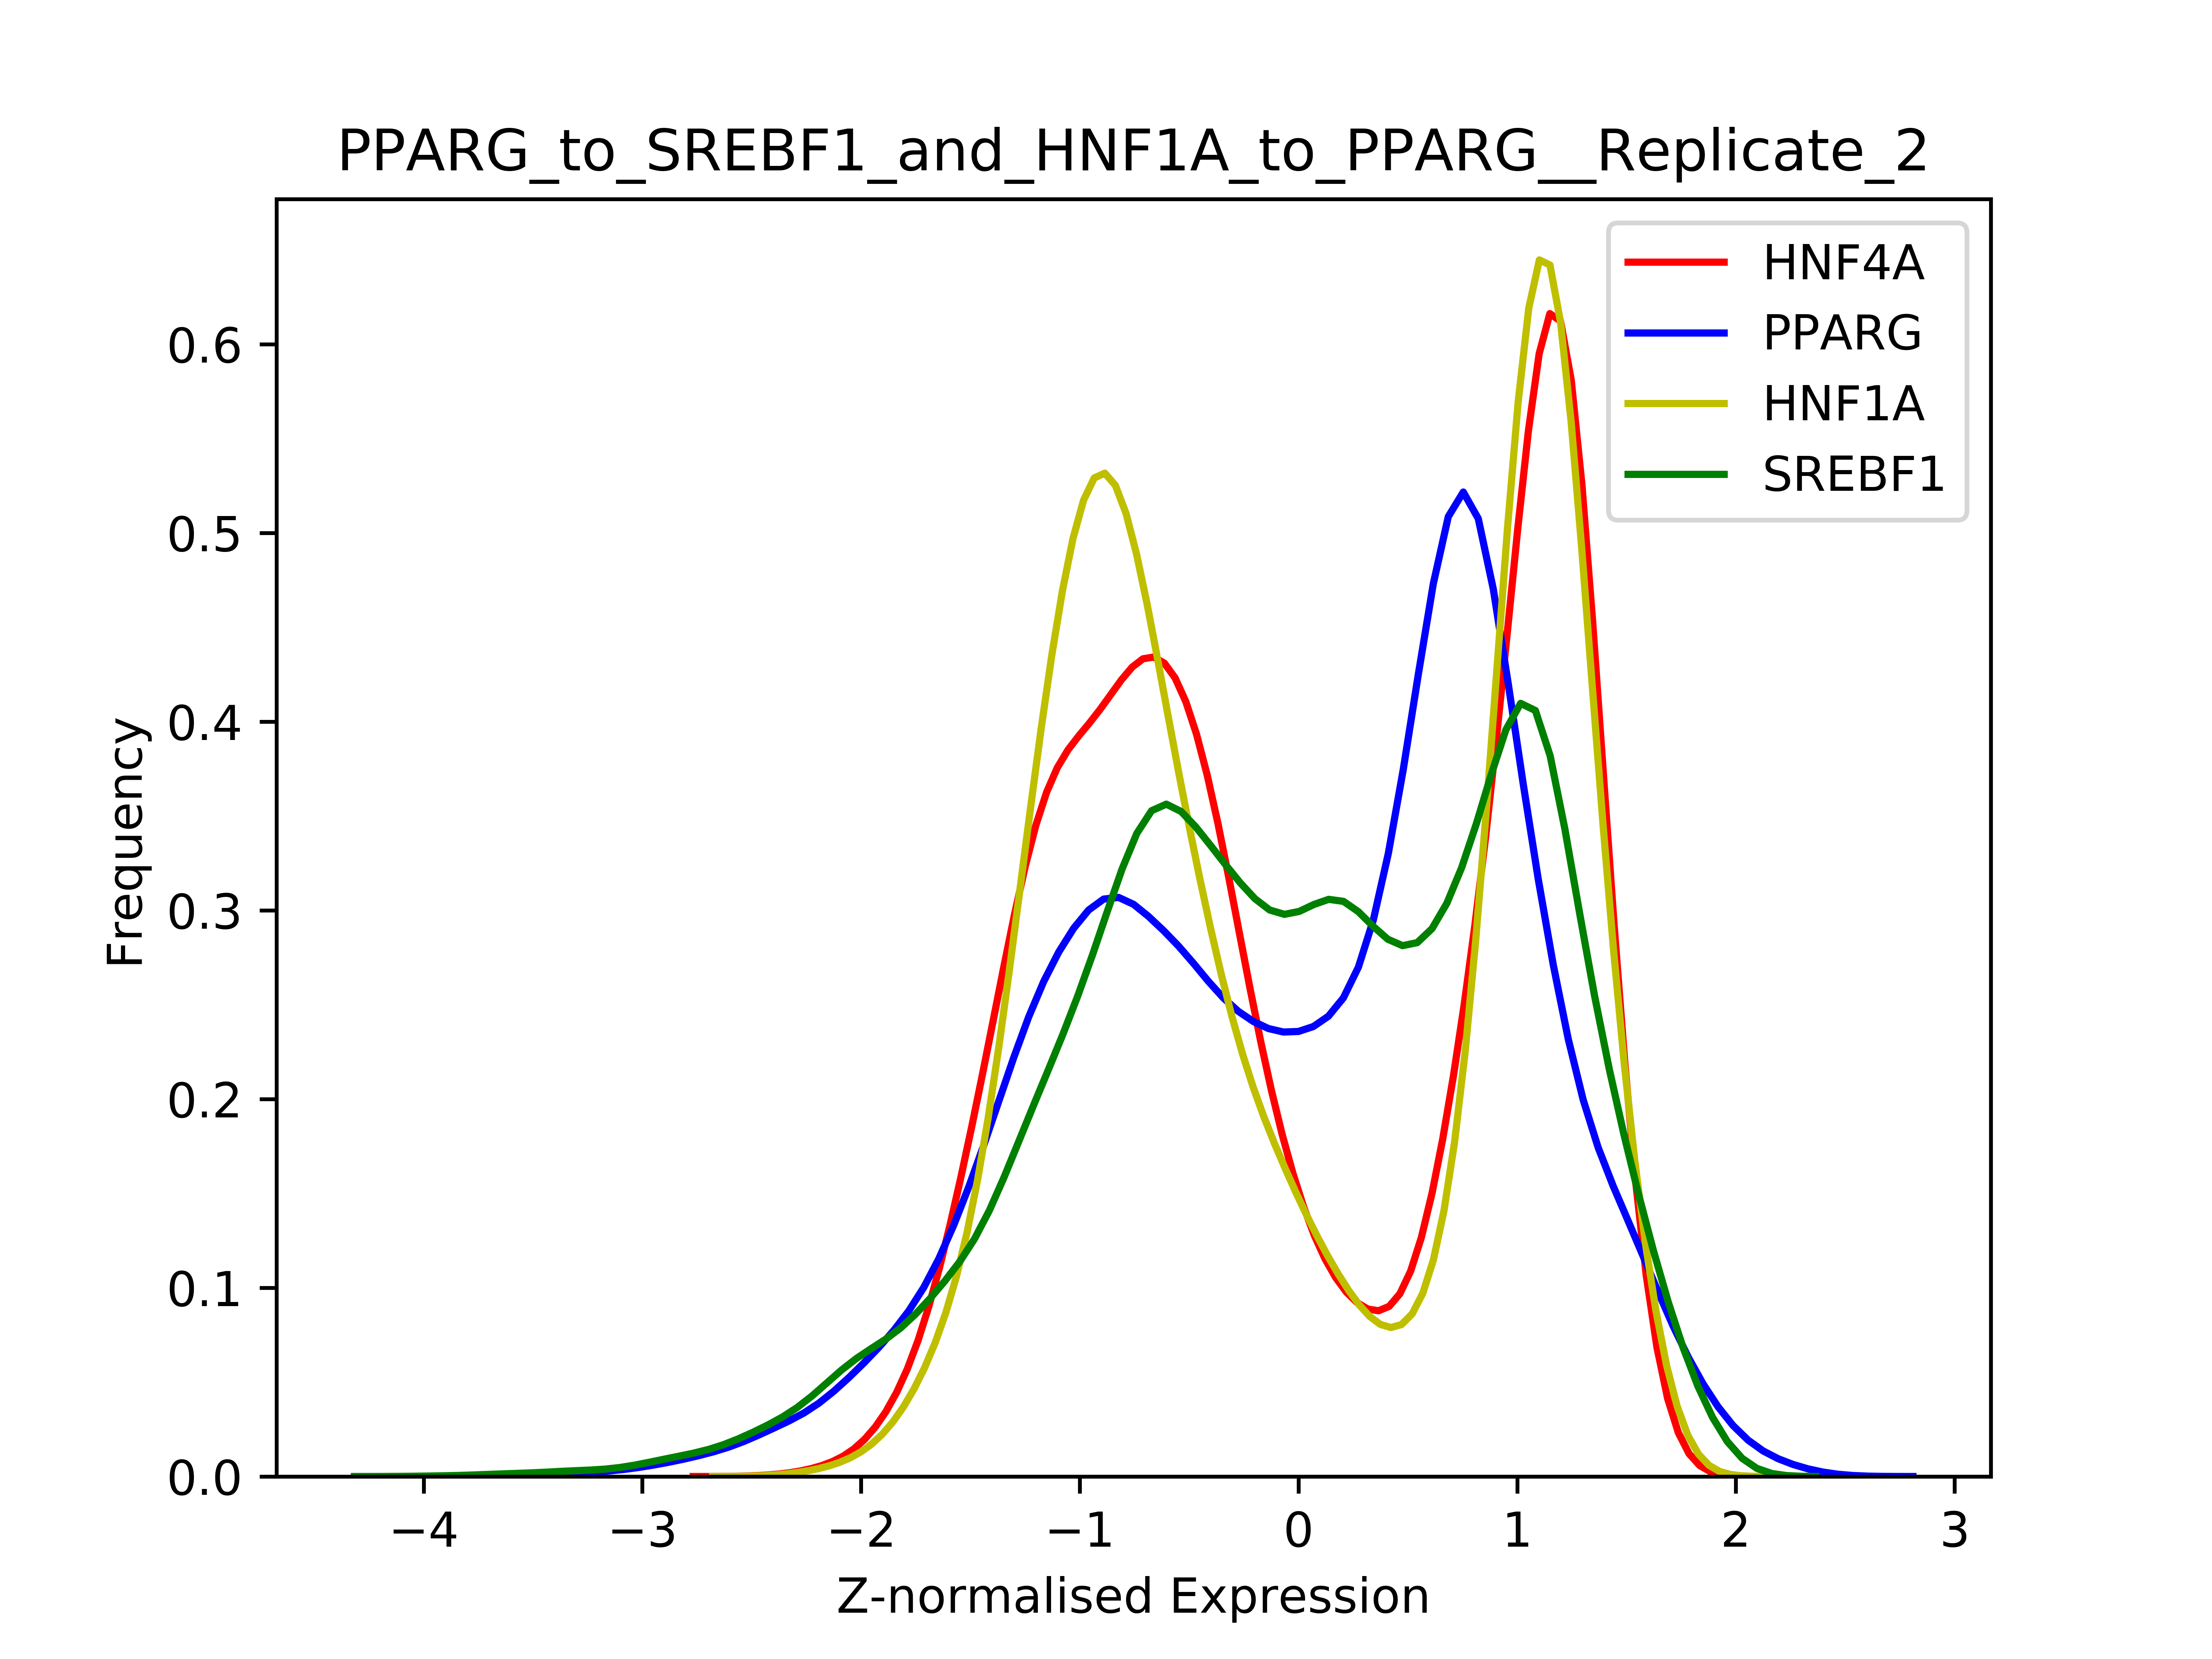 PPARG_to_SREBF1_and_HNF1A_to_PPARG__Replicate_2
HNF4A
PPARG
HNF1A
SREBF1
Frequency
0.6
0.5
0.4
0.3
0.2
0.1
0.0
−4 −3 −2 −1 0 1 2 3
Z-normalised Expression